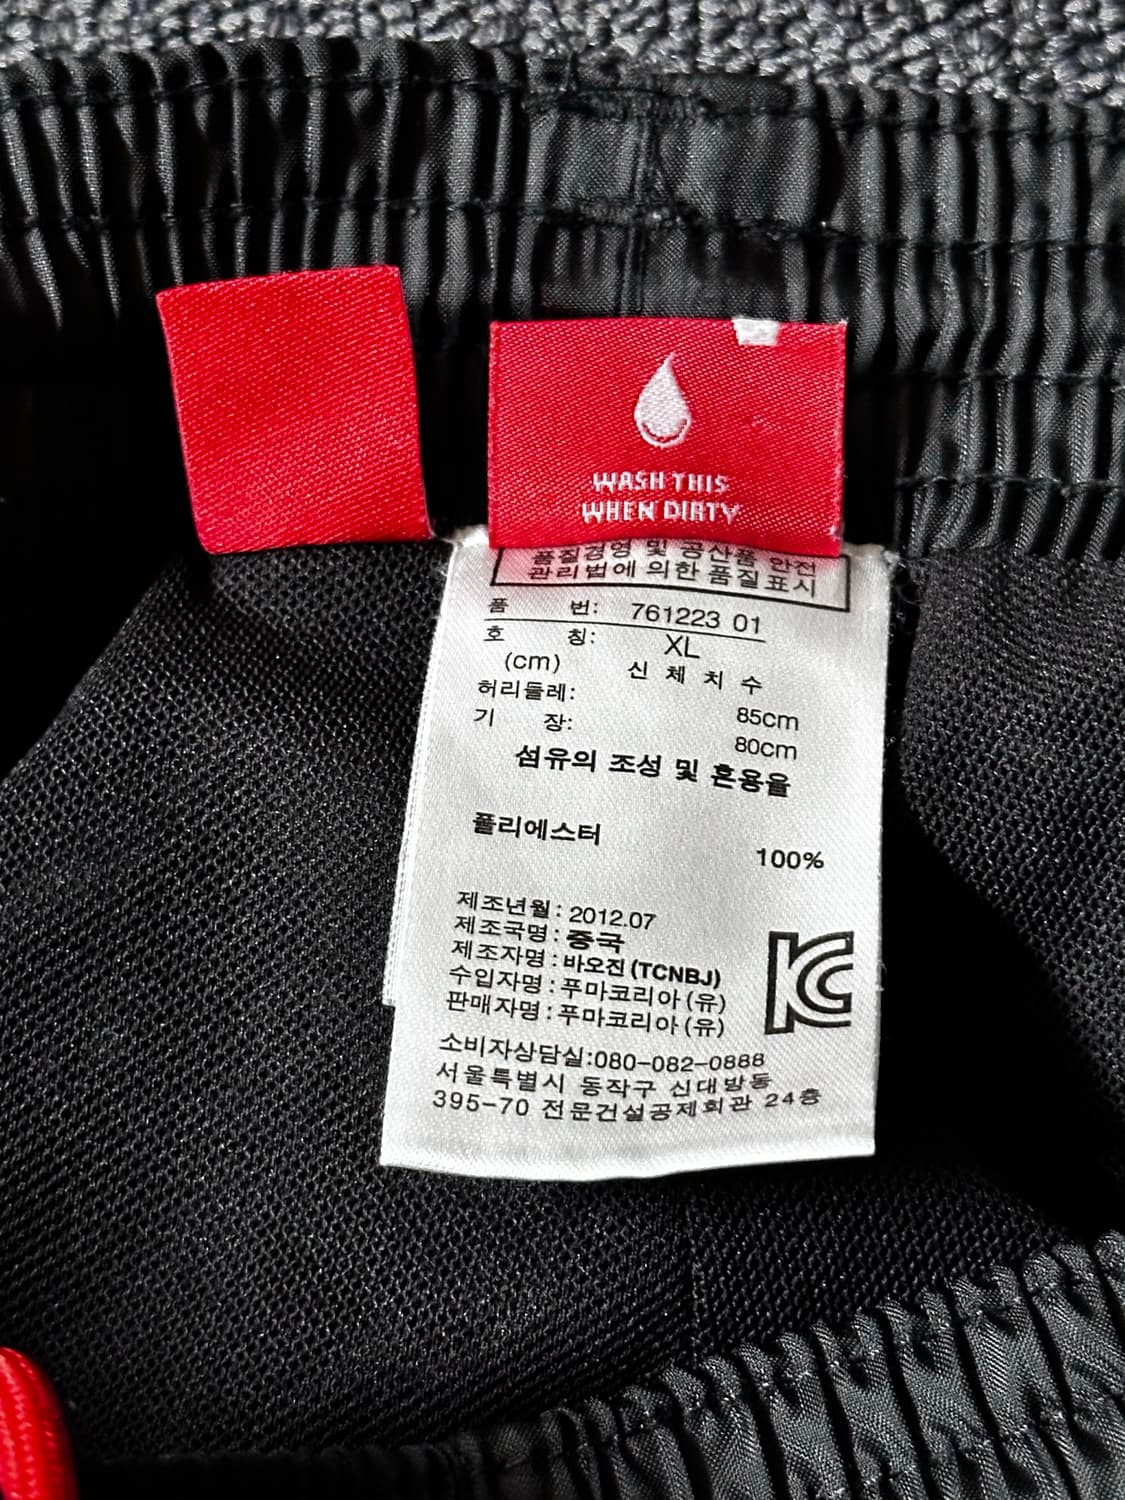 WASH THIS
WHEN DIRTY
품질경영 및 공산품 안전
관리법에 의한 품질표시
품 번: 761223 01
호 칭: XL
(cm) 신 체 치 수
허리둘레: 85cm
기 장: 80cm
섬유의 조성 및 혼용율
폴리에스터 100%
제조년월: 2012.07
제조국명: 중국
제조자명: 바오진(TCNBJ)
수입자명: 푸마코리아(유)
판매자명: 푸마코리아(유)
KC
소비자상담실:080-082-0888
서울특별시 동작구 신대방동
395-70 전문건설공제회관 24층